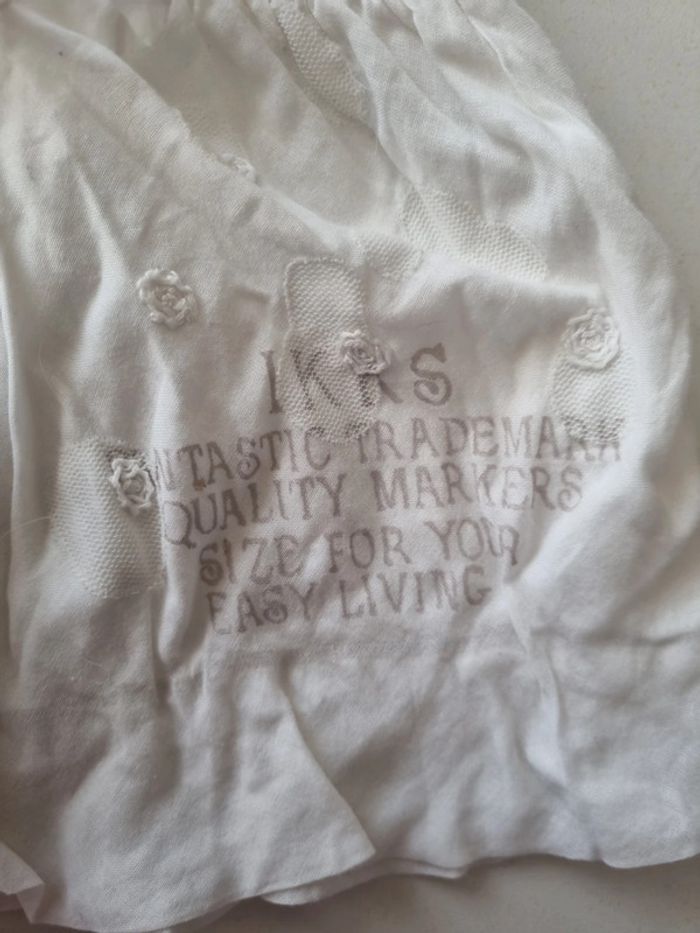 IKKS
NTASTIC TRADEMARK
QUALITY MARKERS
SIZE FOR YOUR
EASY LIVING